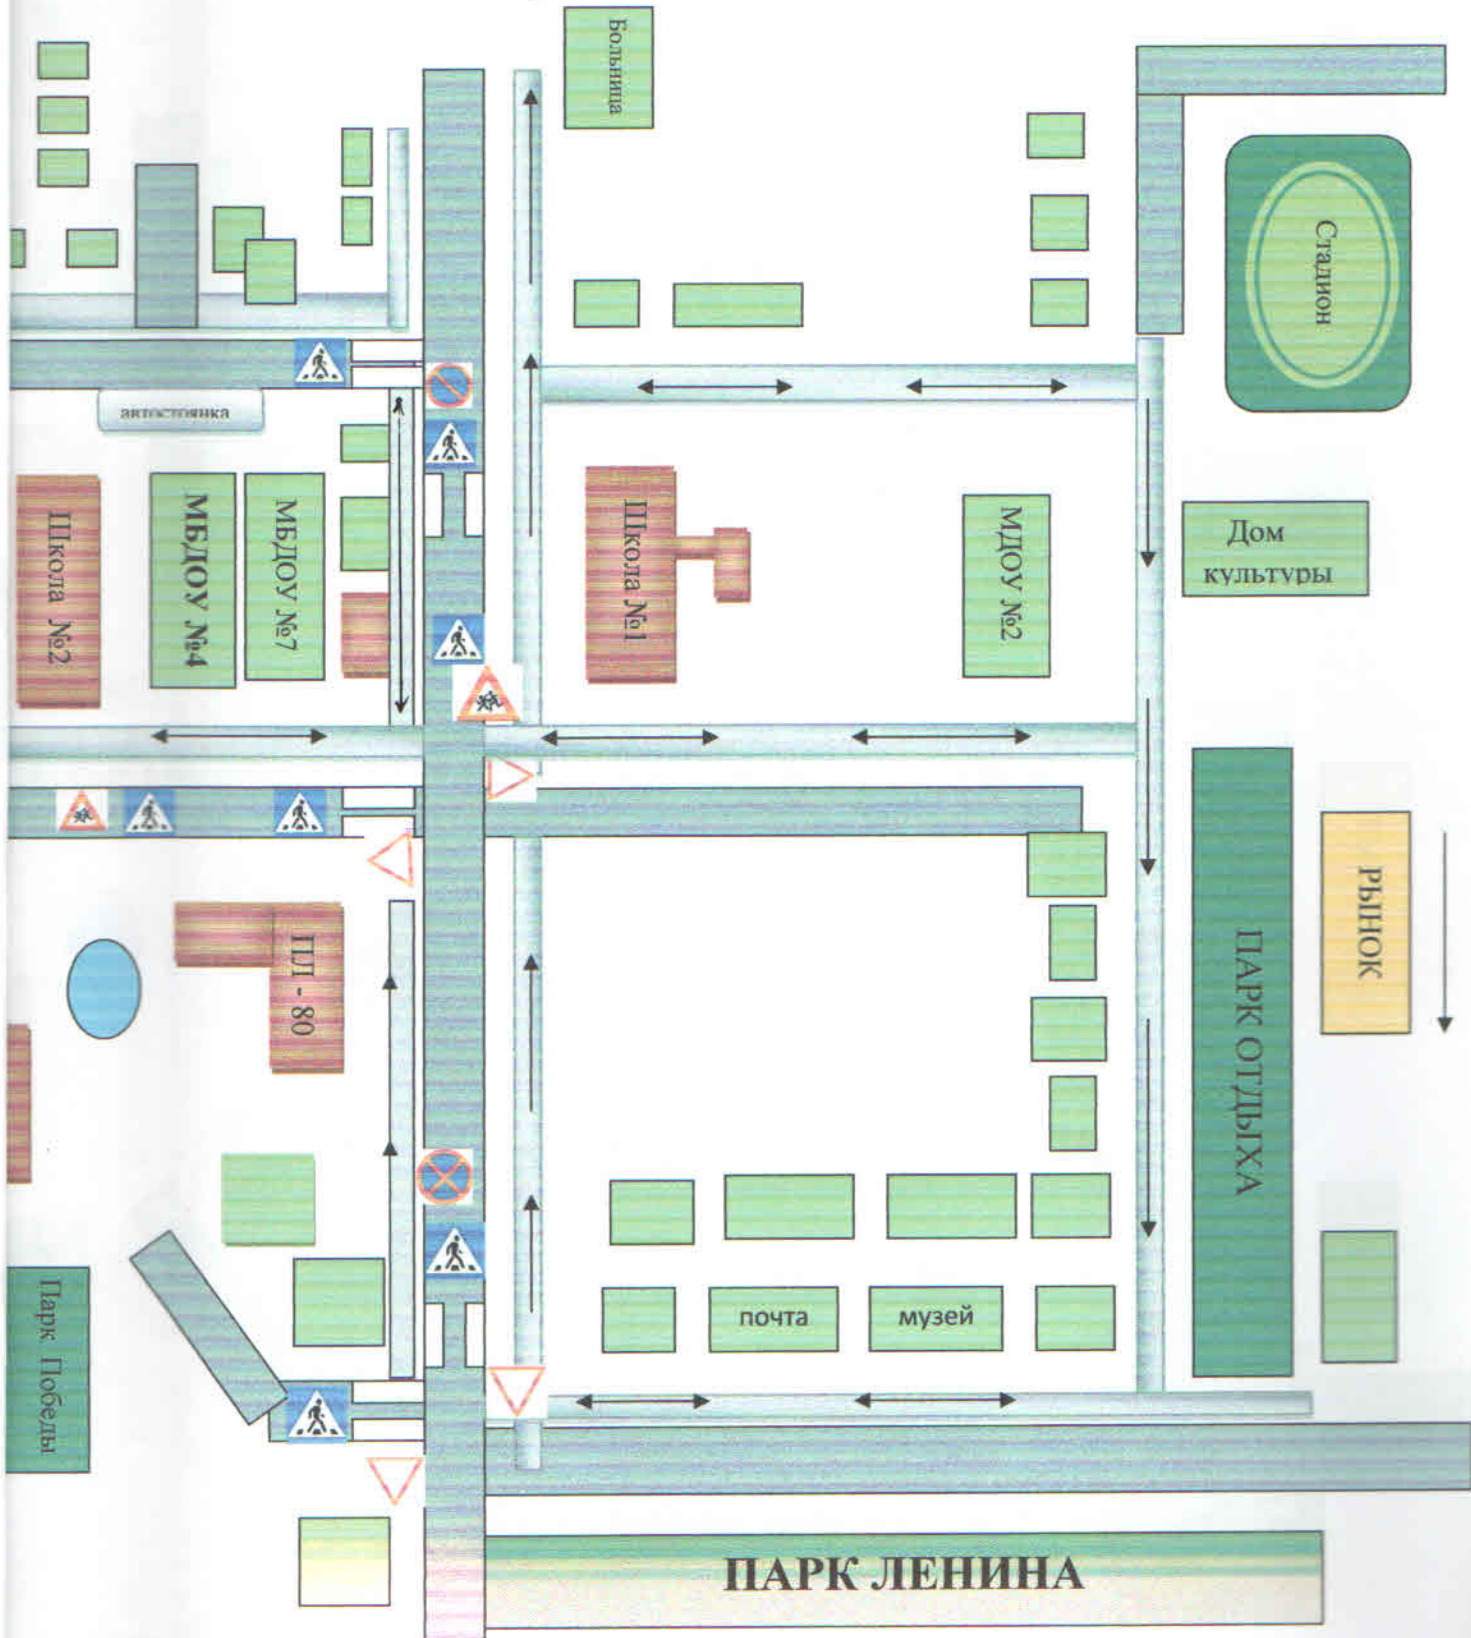 Больница
Стадион
автостоянка
Школа №2
МБДОУ №4
МБДОУ №7
Школа №1
МДОУ №2
Дом
культуры
РЫНОК
ПАРК ОТДЫХА
ПЛ - 80
почта
музей
Парк Победы
ПАРК ЛЕНИНА